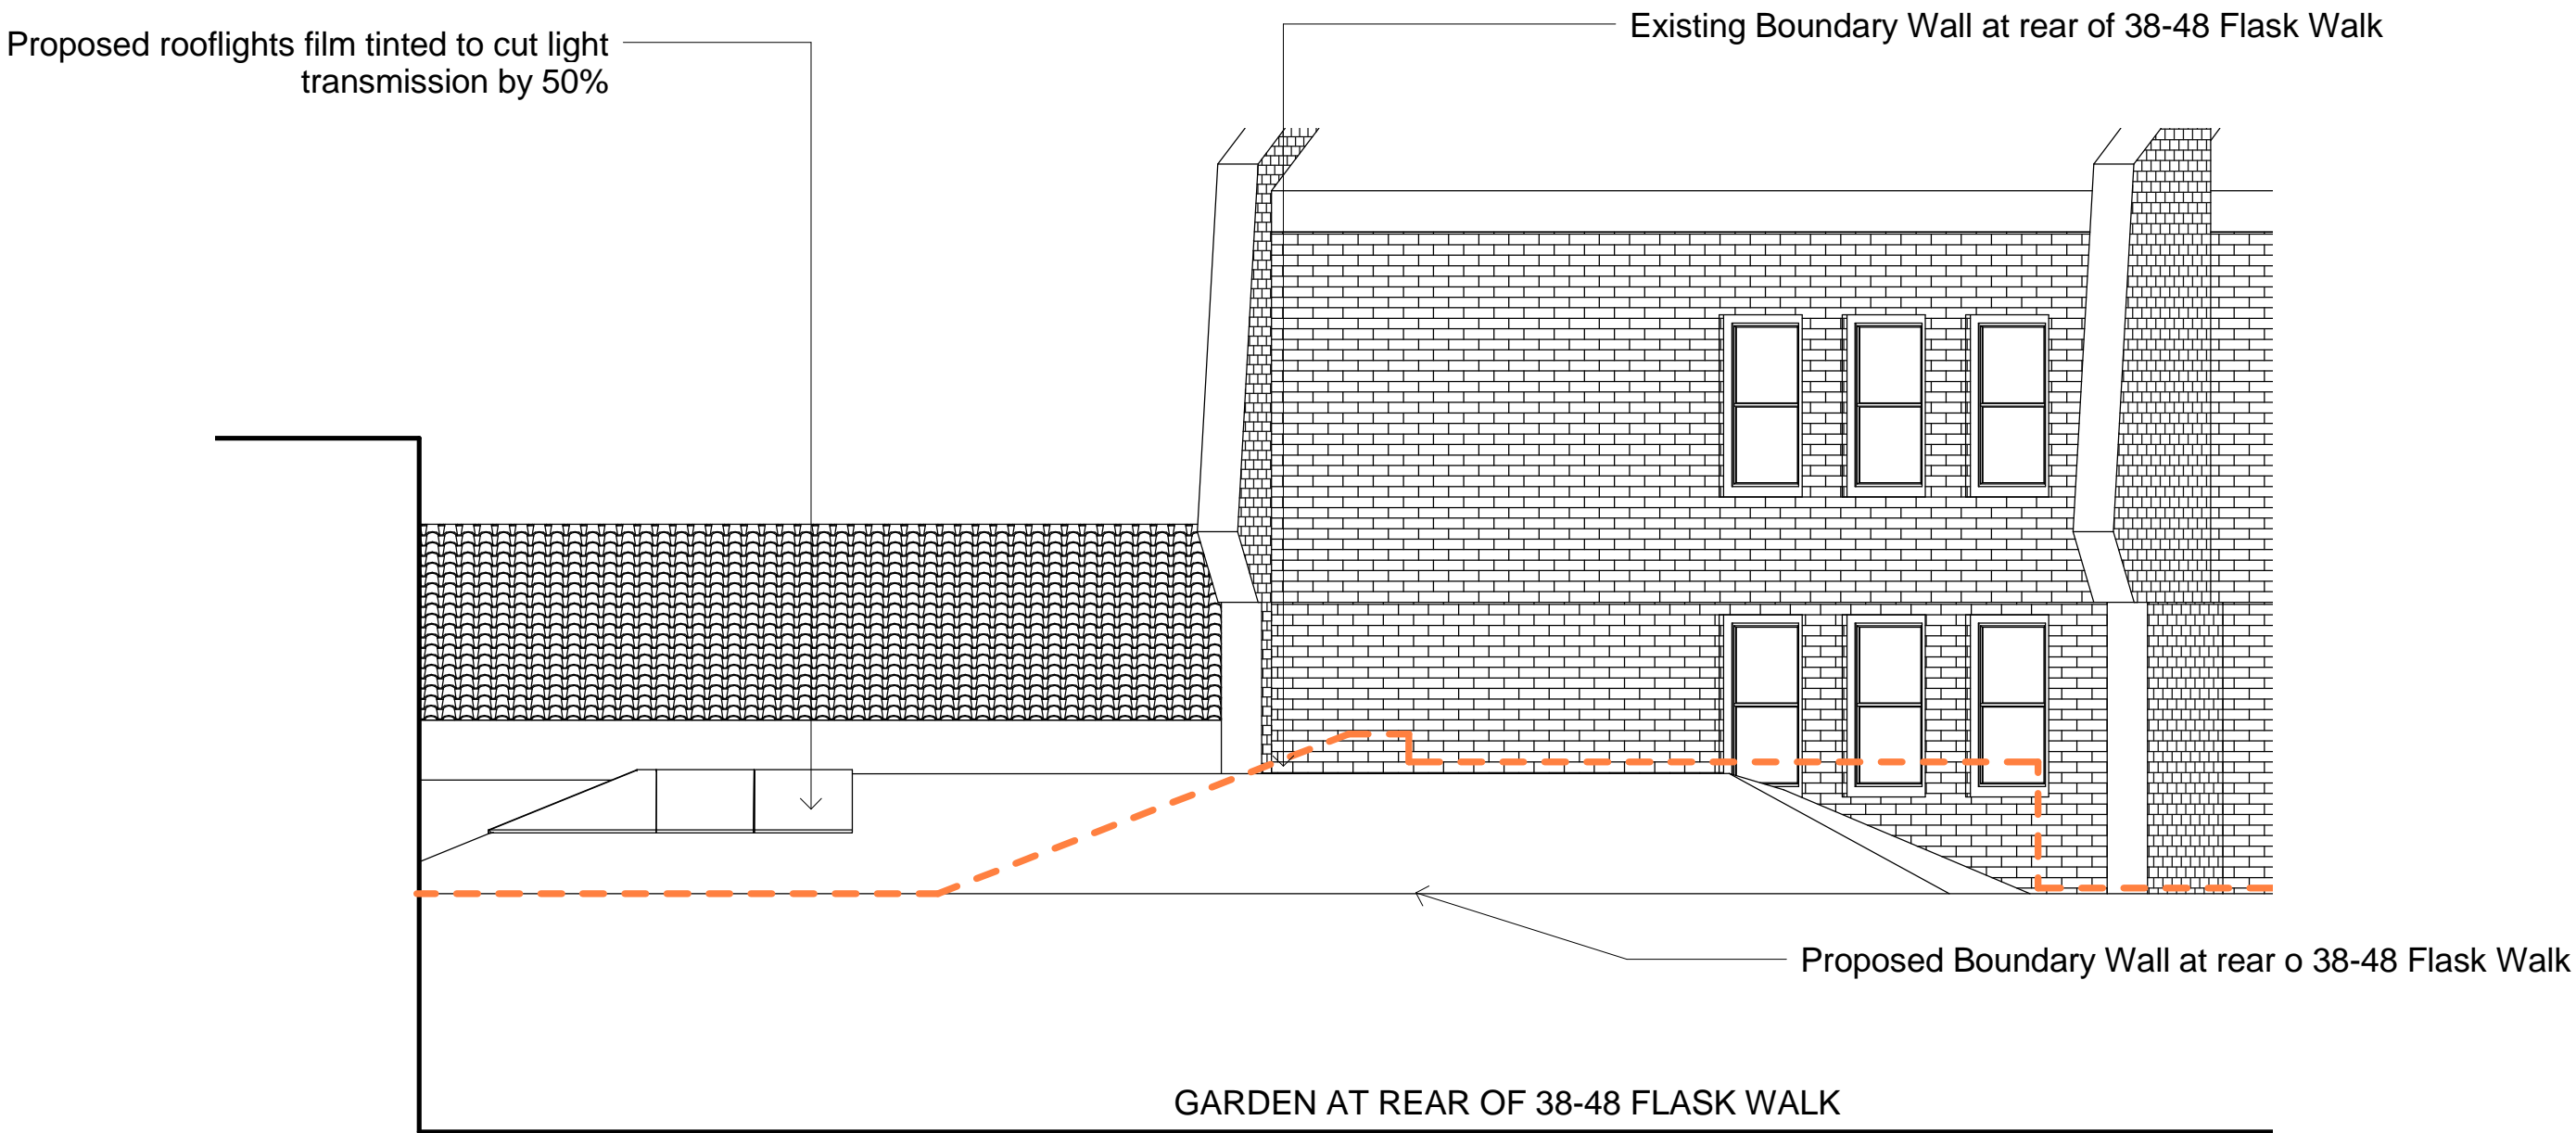 Proposed rooflights film tinted to cut light
transmission by 50%
Existing Boundary Wall at rear of 38-48 Flask Walk
Proposed Boundary Wall at rear o 38-48 Flask Walk
GARDEN AT REAR OF 38-48 FLASK WALK